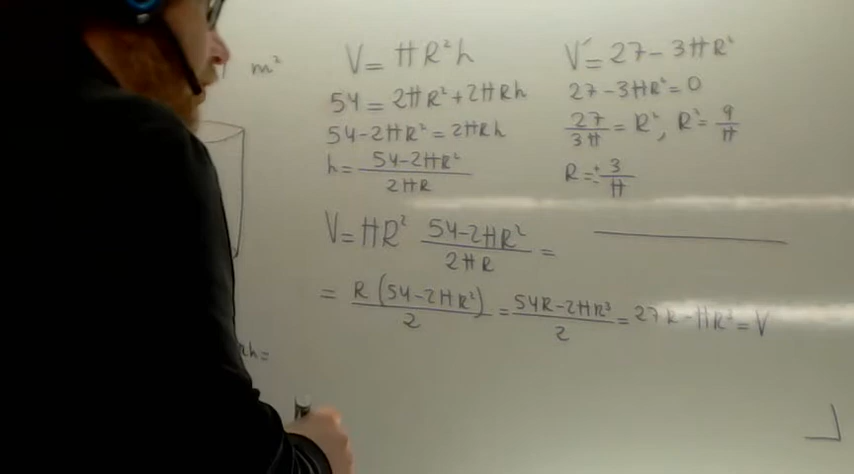 m²
V = πR²h
54 = 2πR² + 2πRh
54 - 2πR² = 2πRh
h = (54 - 2πR²) / (2πR)
V = πR² (54 - 2πR²) / (2πR) =
= R(54 - 2πR²) / 2 = (54R - 2πR³) / 2 = 27R - πR³ = V
h =
V' = 27 - 3πR²
27 - 3πR² = 0
27 / 3π = R², R² = 9 / π
R = ± 3 / π